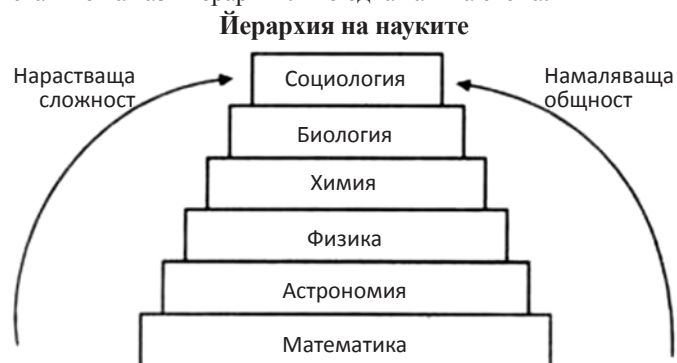 Йерархия на науките
Нарастваща
сложност
Социология
Намаляваща
общност
Биология
Химия
Физика
Астрономия
Математика